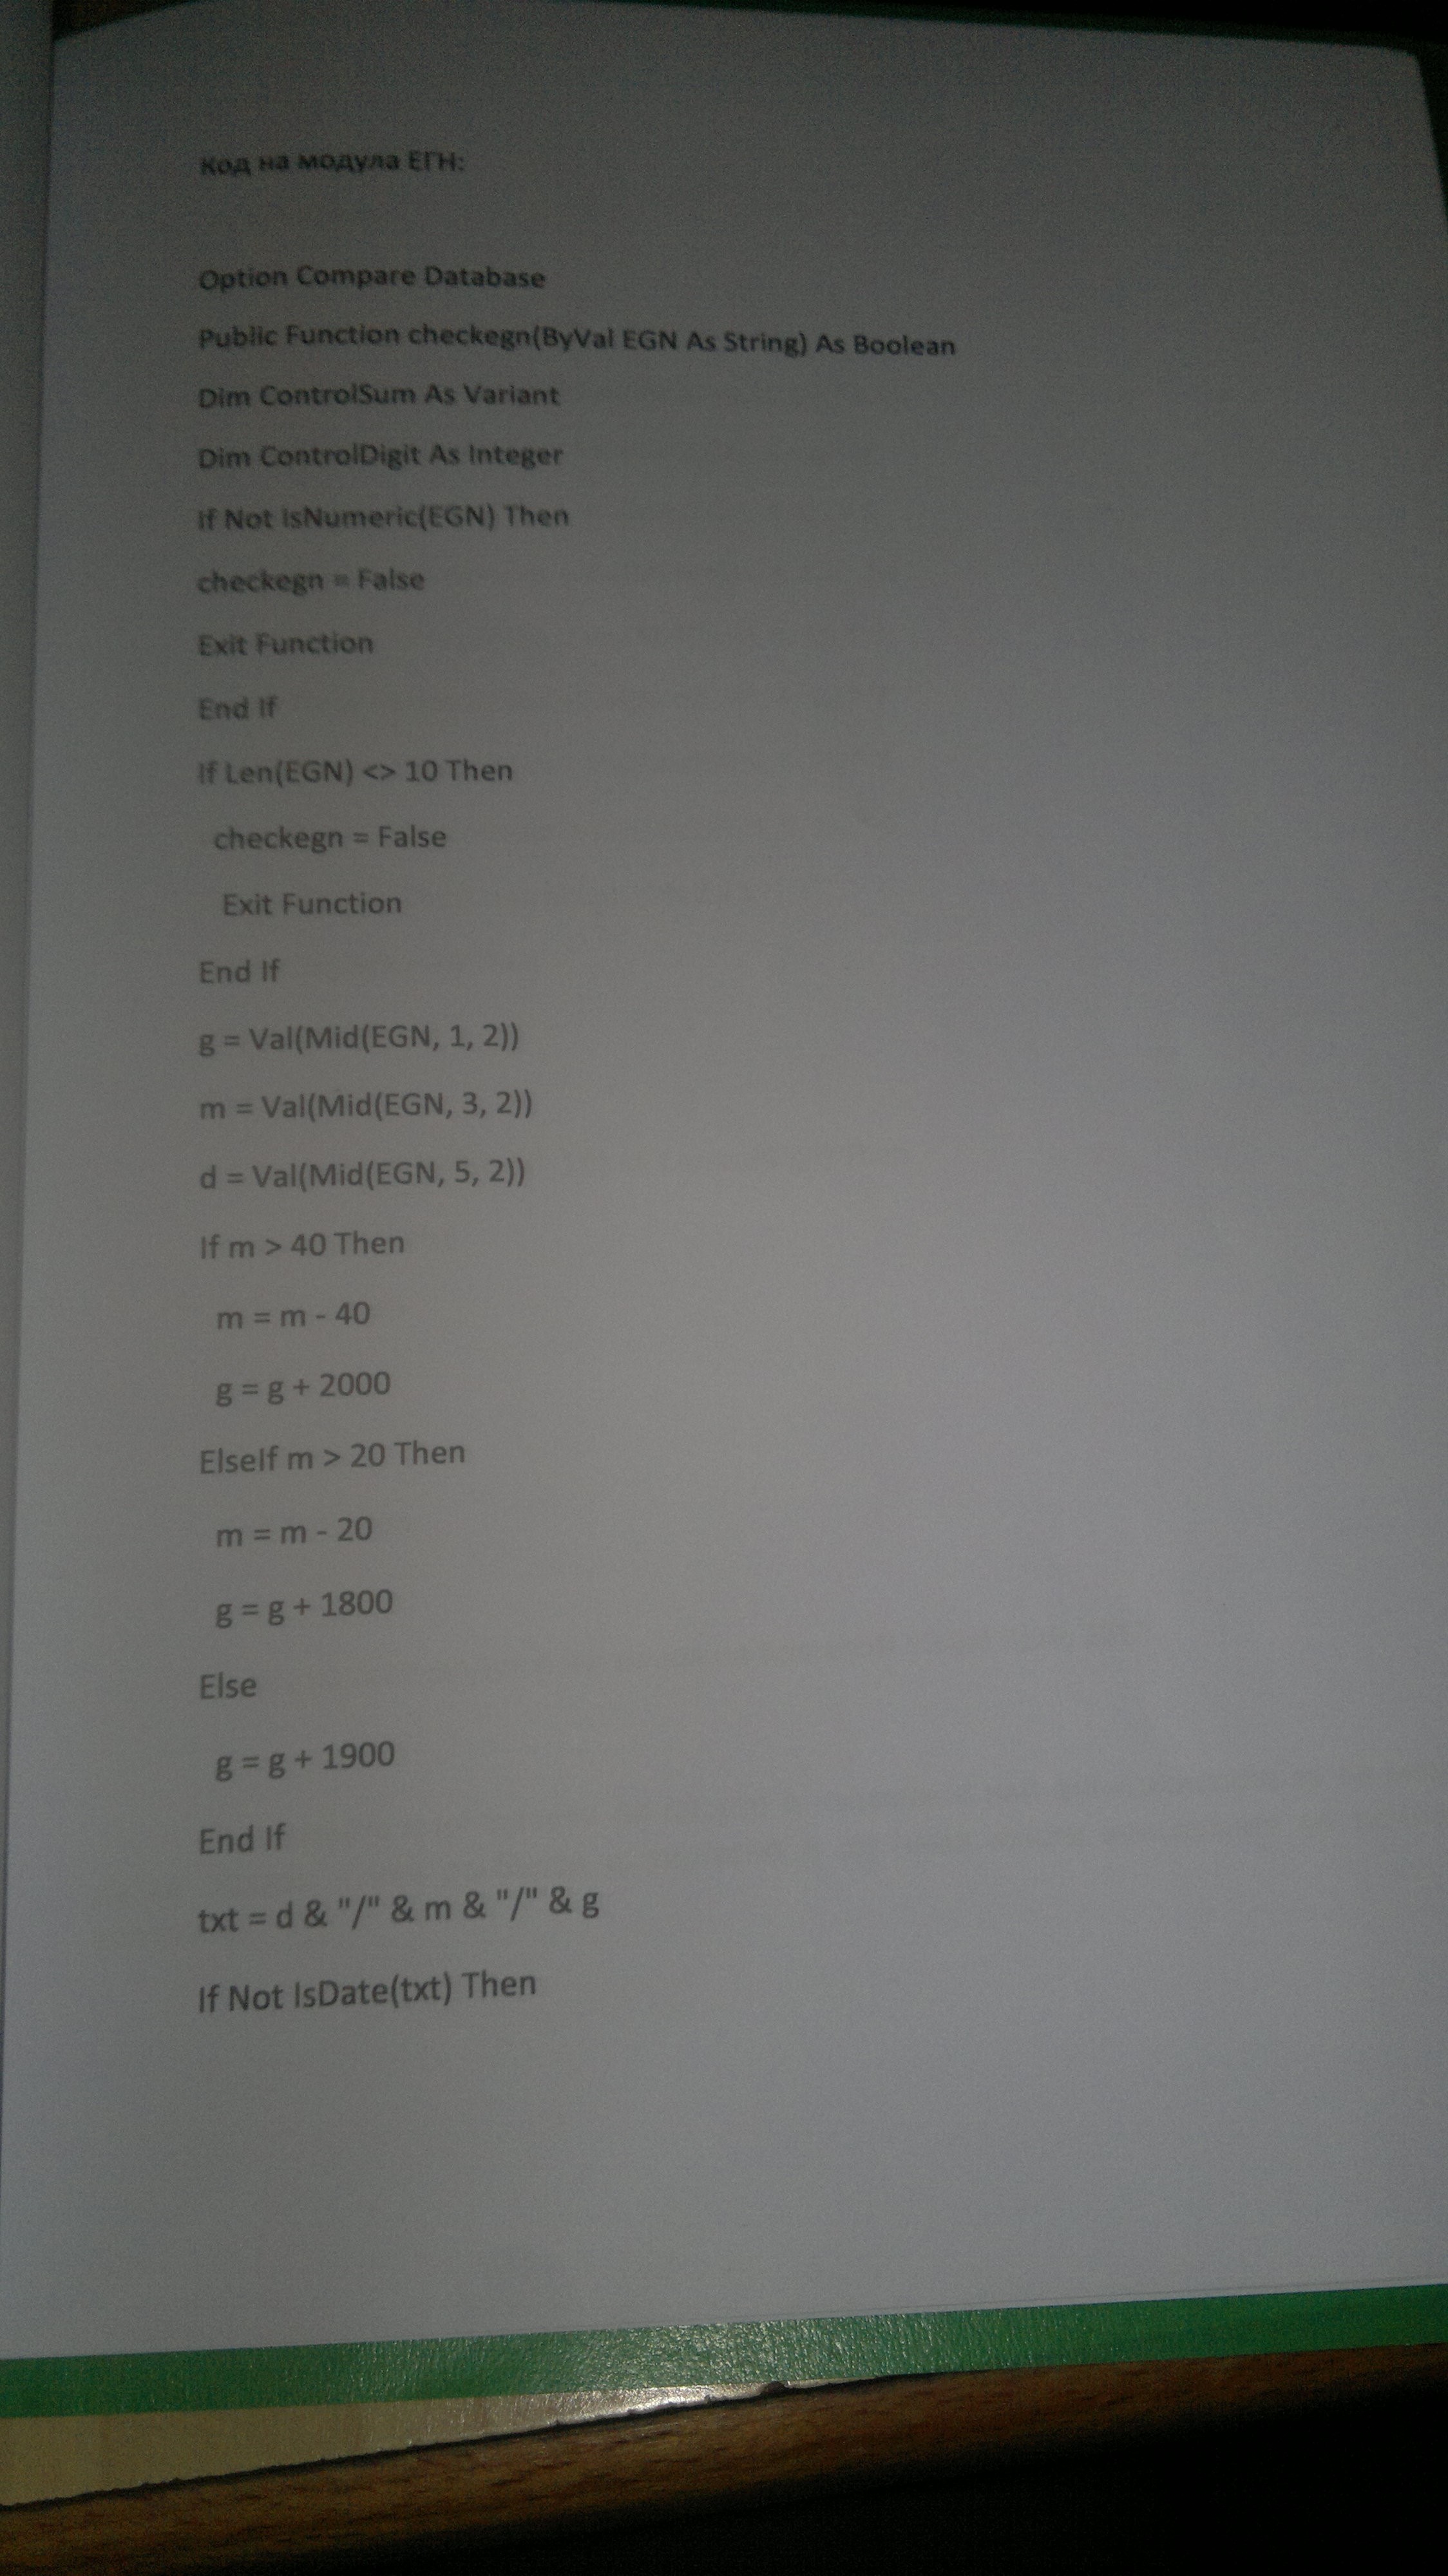 Код на модула ЕГН:
Option Compare Database
Public Function checkegn(ByVal EGN As String) As Boolean
Dim ControlSum As Variant
Dim ControlDigit As Integer
If Not IsNumeric(EGN) Then
checkegn = False
Exit Function
End If
If Len(EGN) <> 10 Then
checkegn = False
Exit Function
End If
g = Val(Mid(EGN, 1, 2))
m = Val(Mid(EGN, 3, 2))
d = Val(Mid(EGN, 5, 2))
If m > 40 Then
m = m - 40
g = g + 2000
ElseIf m > 20 Then
m = m - 20
g = g + 1800
Else
g = g + 1900
End If
txt = d & "/" & m & "/" & g
If Not IsDate(txt) Then